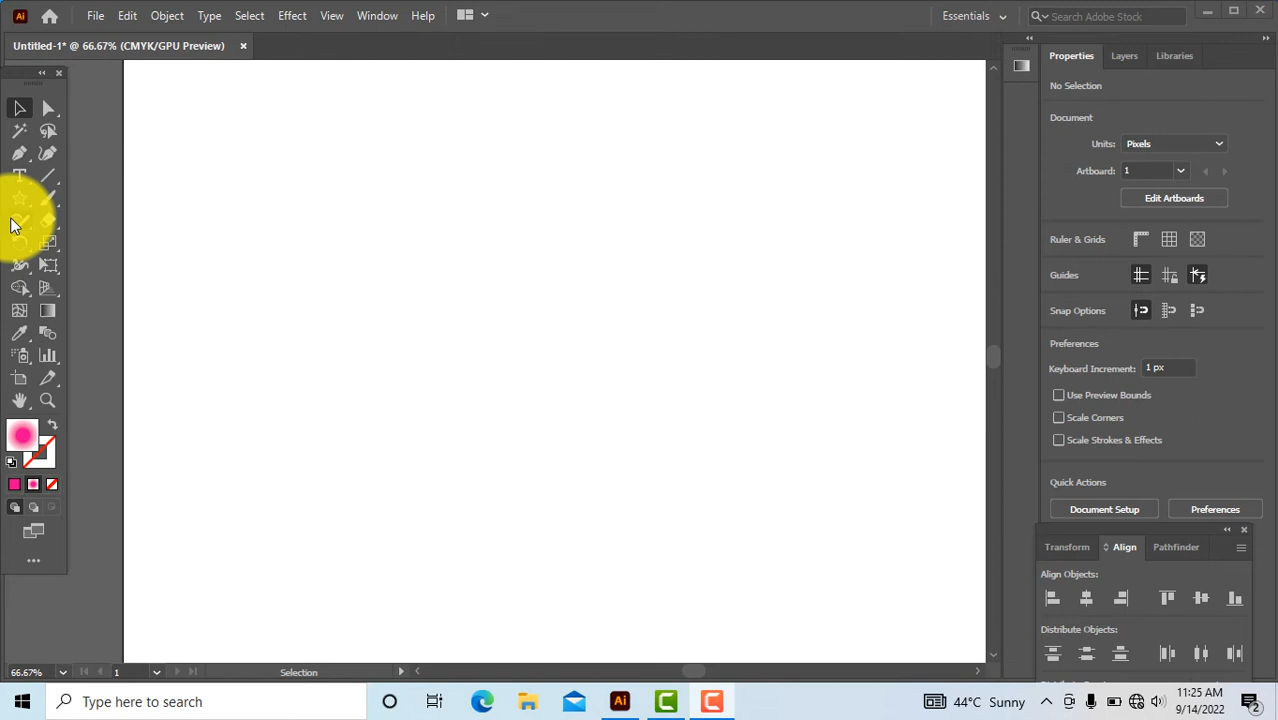 Ai File Edit Object Type Select Effect View Window Help Essentials Search Adobe Stock
Untitled-1* @ 66.67% (CMYK/GPU Preview)
Properties Layers Libraries
No Selection
Document
Units: Pixels
Artboard: 1
Edit Artboards
Ruler & Grids
Guides
Snap Options
Preferences
Keyboard Increment: 1 px
Use Preview Bounds
Scale Corners
Scale Strokes & Effects
Quick Actions
Document Setup Preferences
Transform Align Pathfinder
Align Objects:
Distribute Objects:
66.67% 1 Selection
Type here to search Ai 44°C Sunny 11:25 AM
9/14/2022 2